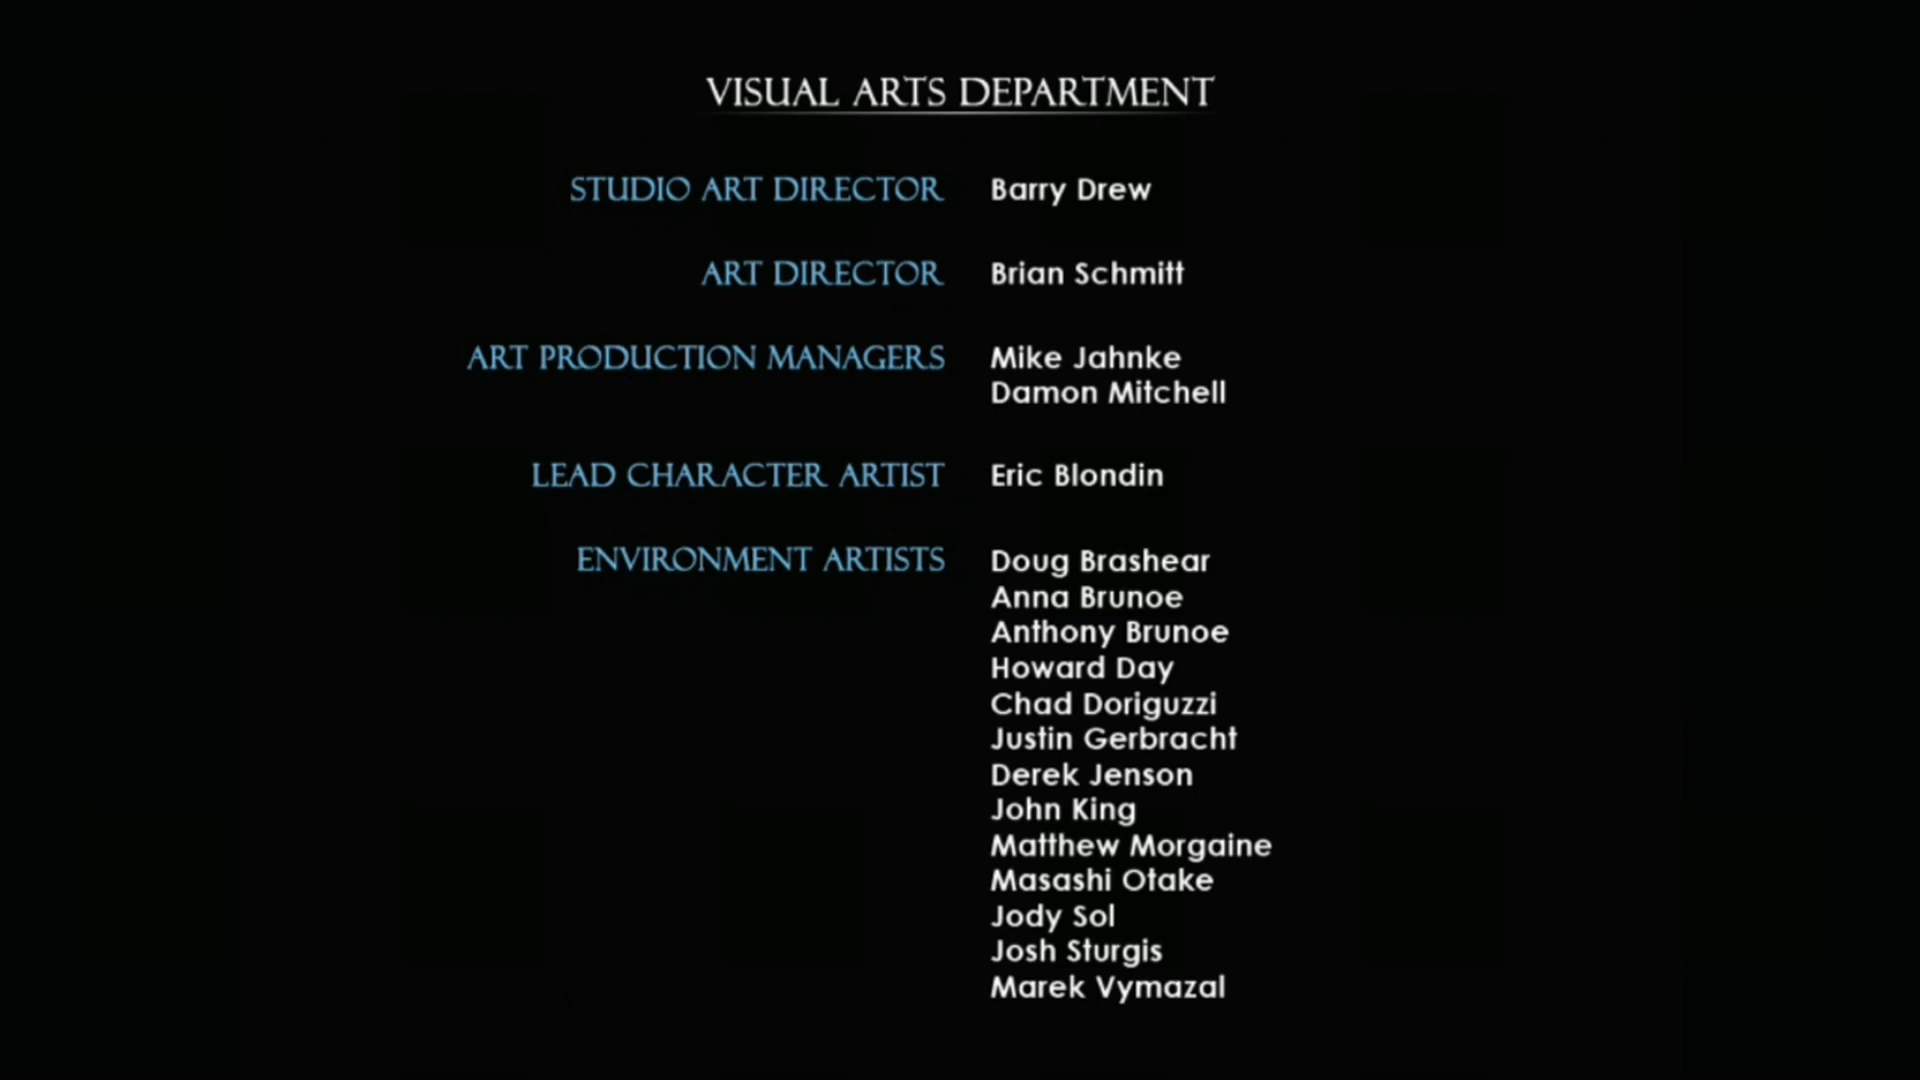 VISUAL ARTS DEPARTMENT
STUDIO ART DIRECTOR Barry Drew
ART DIRECTOR Brian Schmitt
ART PRODUCTION MANAGERS Mike Jahnke
Damon Mitchell
LEAD CHARACTER ARTIST Eric Blondin
ENVIRONMENT ARTISTS Doug Brashear
Anna Brunoe
Anthony Brunoe
Howard Day
Chad Doriguzzi
Justin Gerbracht
Derek Jenson
John King
Matthew Morgaine
Masashi Otake
Jody Sol
Josh Sturgis
Marek Vymazal